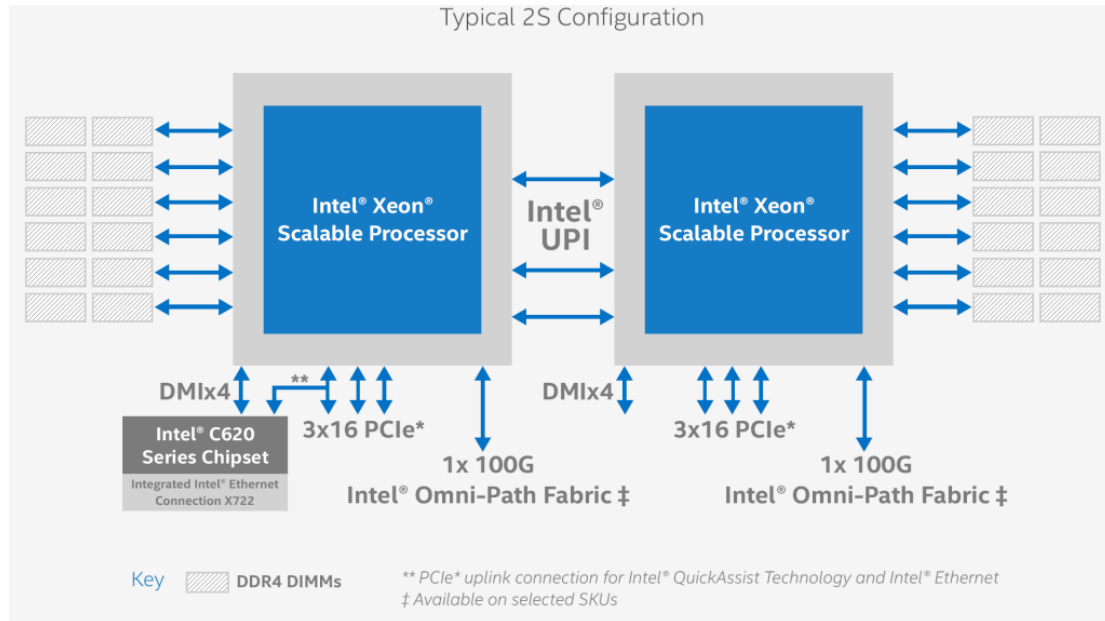 Typical 2S Configuration
Intel® Xeon®
Scalable Processor
Intel®
UPI
Intel® Xeon®
Scalable Processor
DMIx4
**
3x16 PCIe*
Intel® C620
Series Chipset
Integrated Intel® Ethernet
Connection X722
1x 100G
Intel® Omni-Path Fabric ‡
DMIx4
3x16 PCIe*
1x 100G
Intel® Omni-Path Fabric ‡
Key
DDR4 DIMMs
** PCIe* uplink connection for Intel® QuickAssist Technology and Intel® Ethernet
‡ Available on selected SKUs